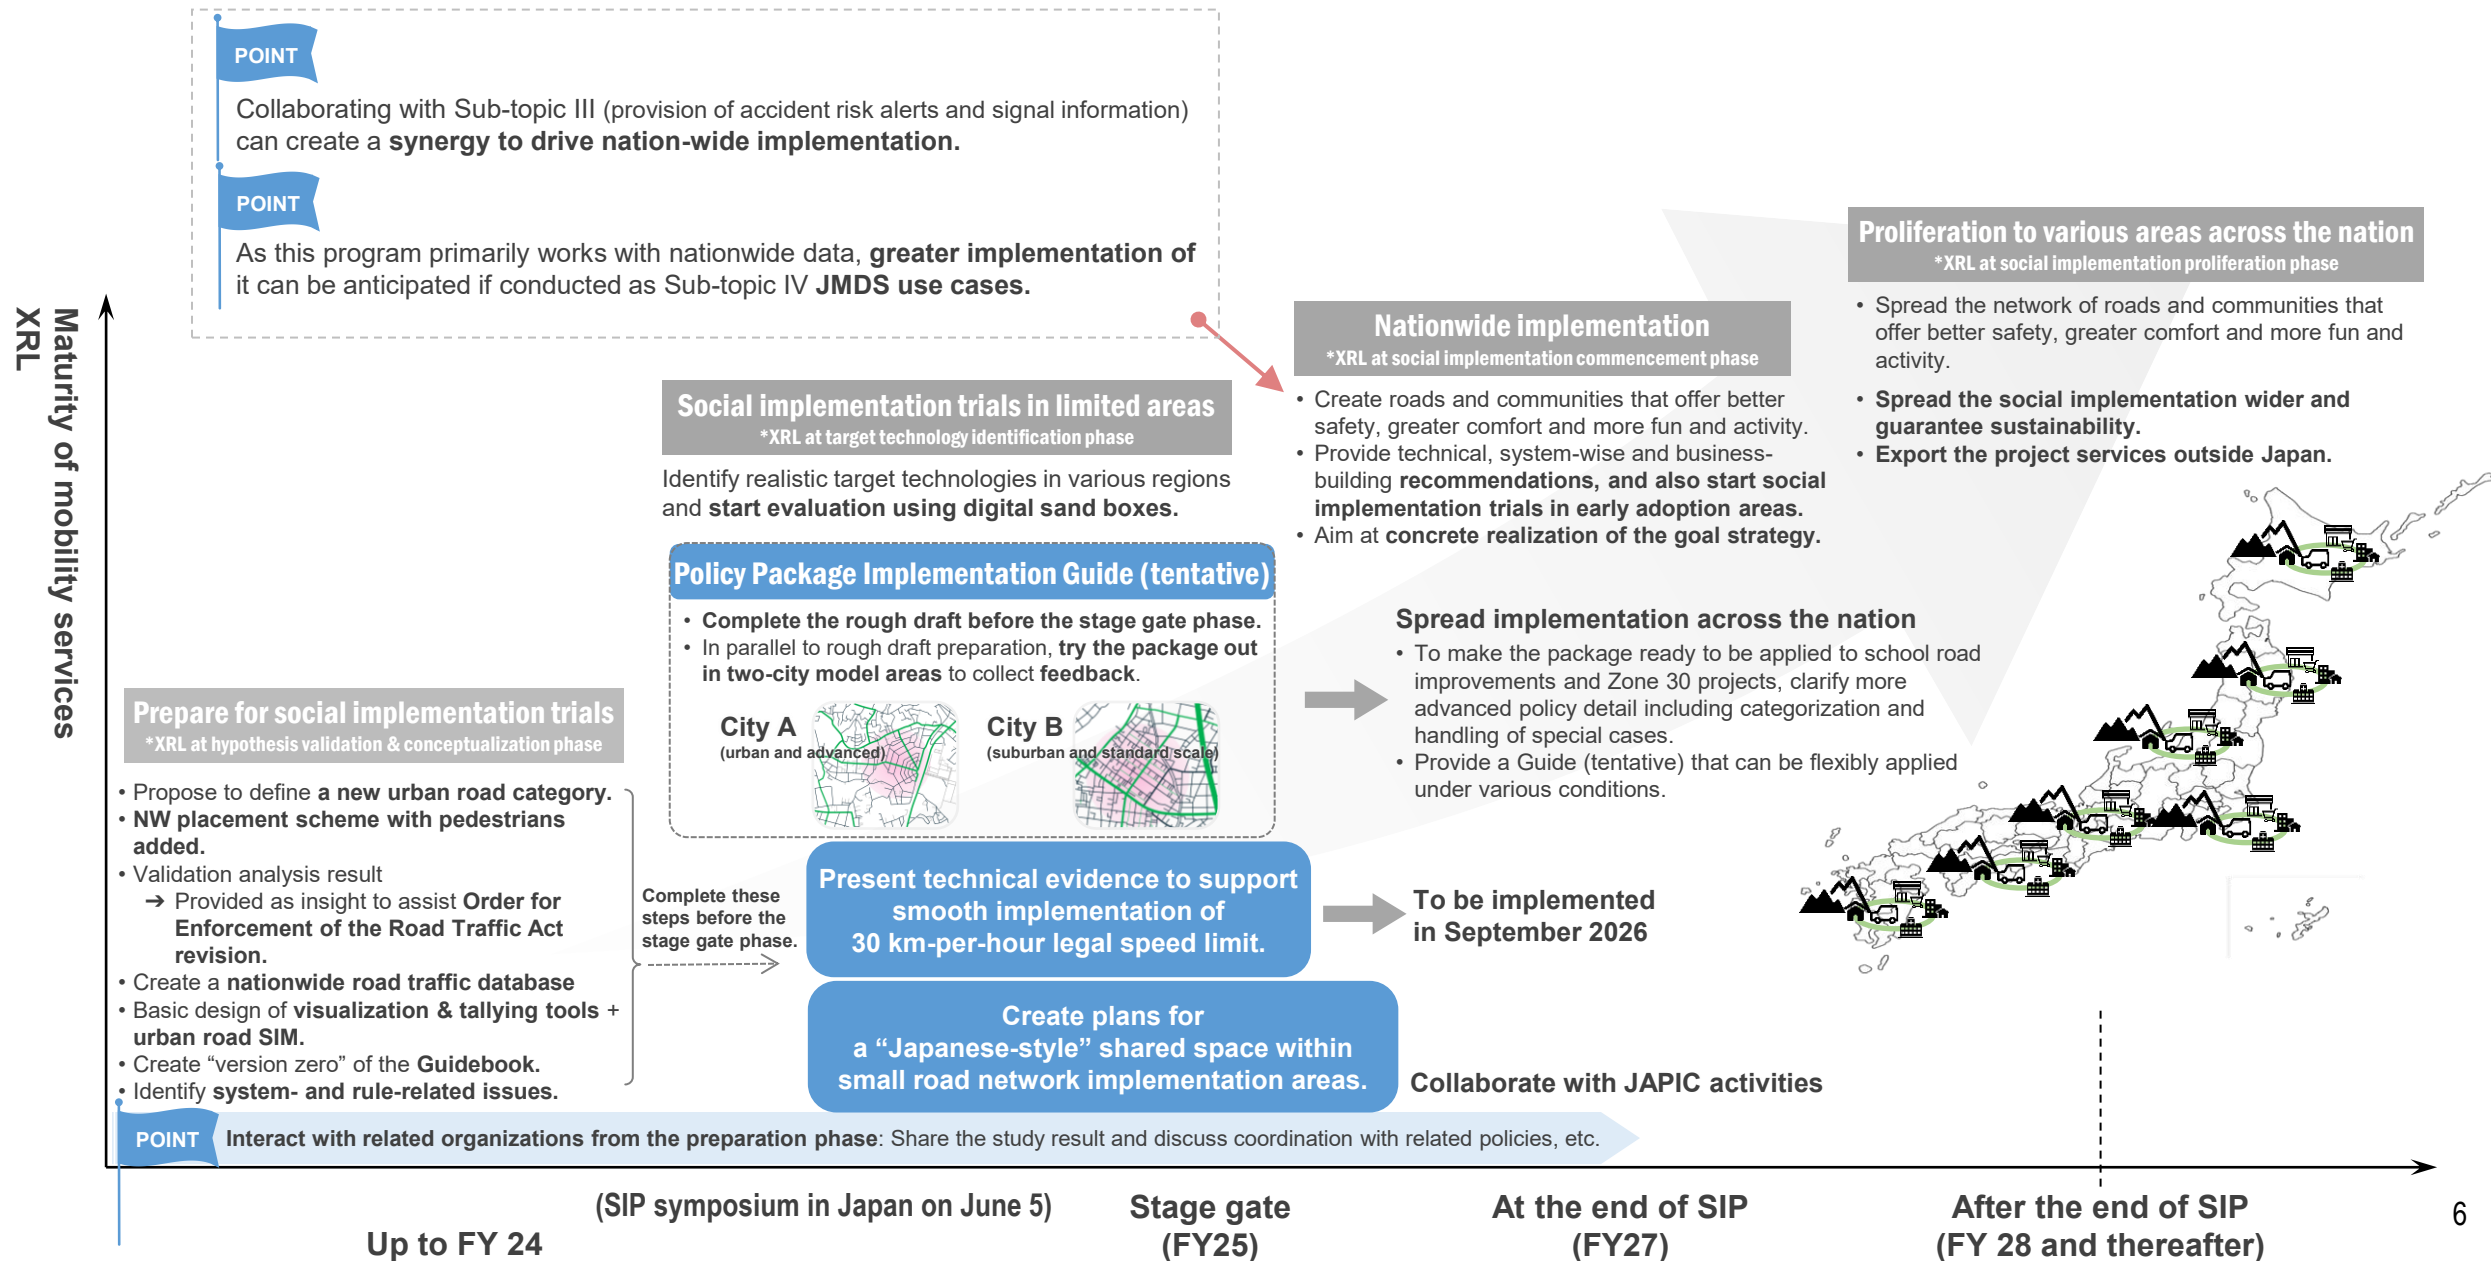 POINT
Collaborating with Sub-topic III (provision of accident risk alerts and signal information)
can create a synergy to drive nation-wide implementation.
POINT
As this program primarily works with nationwide data, greater implementation of
it can be anticipated if conducted as Sub-topic IV JMDS use cases.
Maturity of mobility services
XRL
Prepare for social implementation trials
*XRL at hypothesis validation & conceptualization phase
• Propose to define a new urban road category.
• NW placement scheme with pedestrians
added.
• Validation analysis result
➔ Provided as insight to assist Order for
Enforcement of the Road Traffic Act
revision.
• Create a nationwide road traffic database
• Basic design of visualization & tallying tools +
urban road SIM.
• Create “version zero” of the Guidebook.
• Identify system- and rule-related issues.
Complete these
steps before the
stage gate phase.
Social implementation trials in limited areas
*XRL at target technology identification phase
Identify realistic target technologies in various regions
and start evaluation using digital sand boxes.
Policy Package Implementation Guide (tentative)
• Complete the rough draft before the stage gate phase.
• In parallel to rough draft preparation, try the package out
in two-city model areas to collect feedback.
City A
(urban and advanced)
City B
(suburban and standard scale)
Present technical evidence to support
smooth implementation of
30 km-per-hour legal speed limit.
Create plans for
a “Japanese-style” shared space within
small road network implementation areas.
Nationwide implementation
*XRL at social implementation commencement phase
• Create roads and communities that offer better
safety, greater comfort and more fun and activity.
• Provide technical, system-wise and business-
building recommendations, and also start social
implementation trials in early adoption areas.
• Aim at concrete realization of the goal strategy.
Spread implementation across the nation
• To make the package ready to be applied to school road
improvements and Zone 30 projects, clarify more
advanced policy detail including categorization and
handling of special cases.
• Provide a Guide (tentative) that can be flexibly applied
under various conditions.
To be implemented
in September 2026
Collaborate with JAPIC activities
Proliferation to various areas across the nation
*XRL at social implementation proliferation phase
• Spread the network of roads and communities that
offer better safety, greater comfort and more fun and
activity.
• Spread the social implementation wider and
guarantee sustainability.
• Export the project services outside Japan.
POINT
Interact with related organizations from the preparation phase: Share the study result and discuss coordination with related policies, etc.
Up to FY 24
(SIP symposium in Japan on June 5)
Stage gate
(FY25)
At the end of SIP
(FY27)
After the end of SIP
(FY 28 and thereafter)
6